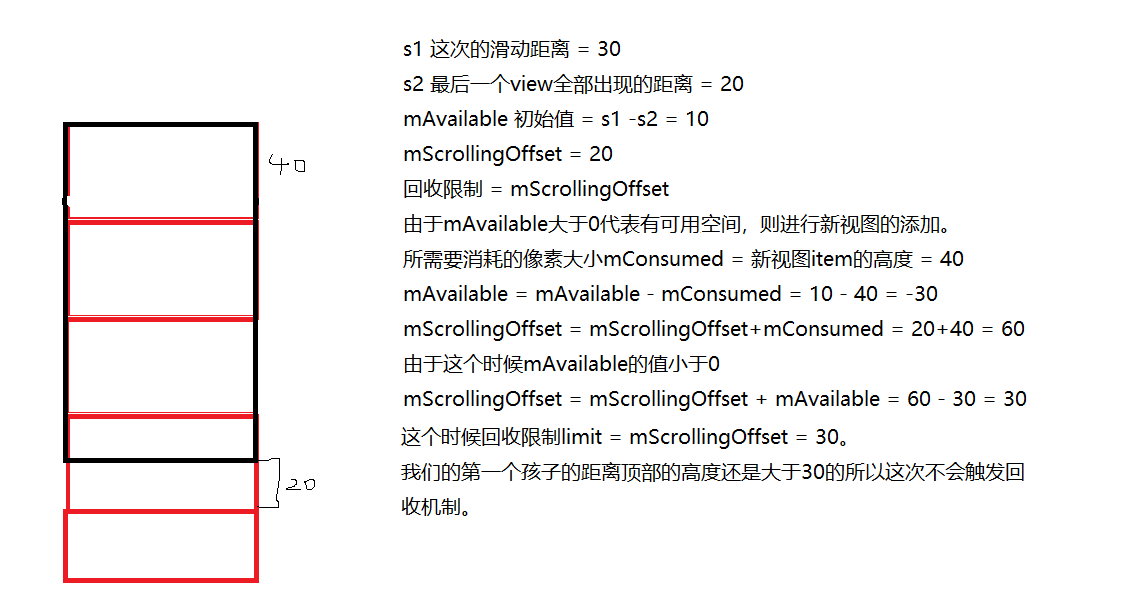 s1 这次的滑动距离 = 30
s2 最后一个view全部出现的距离 = 20
mAvailable 初始值 = s1 -s2 = 10
mScrollingOffset = 20
回收限制 = mScrollingOffset
由于mAvailable大于0代表有可用空间，则进行新视图的添加。
所需要消耗的像素大小mConsumed = 新视图item的高度 = 40
mAvailable = mAvailable - mConsumed = 10 - 40 = -30
mScrollingOffset = mScrollingOffset+mConsumed = 20+40 = 60
由于这个时候mAvailable的值小于0
mScrollingOffset = mScrollingOffset + mAvailable = 60 - 30 = 30
这个时候回收限制limit = mScrollingOffset = 30。
我们的第一个孩子的距离顶部的高度还是大于30的所以这次不会触发回
收机制。
40
20